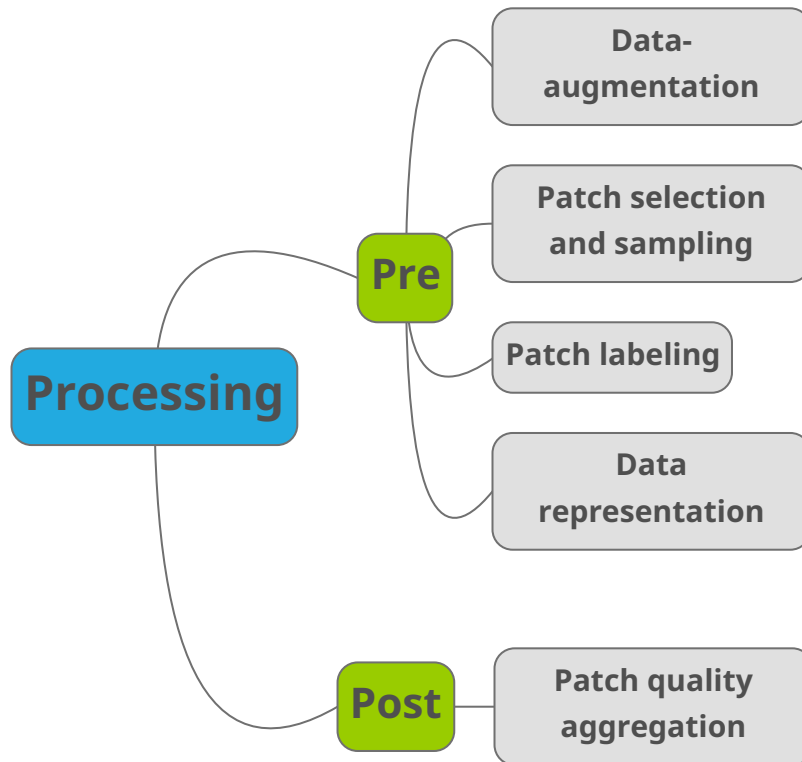 Data-
augmentation
Patch selection
and sampling
Pre
Patch labeling
Processing
Data
representation
Post
Patch quality
aggregation